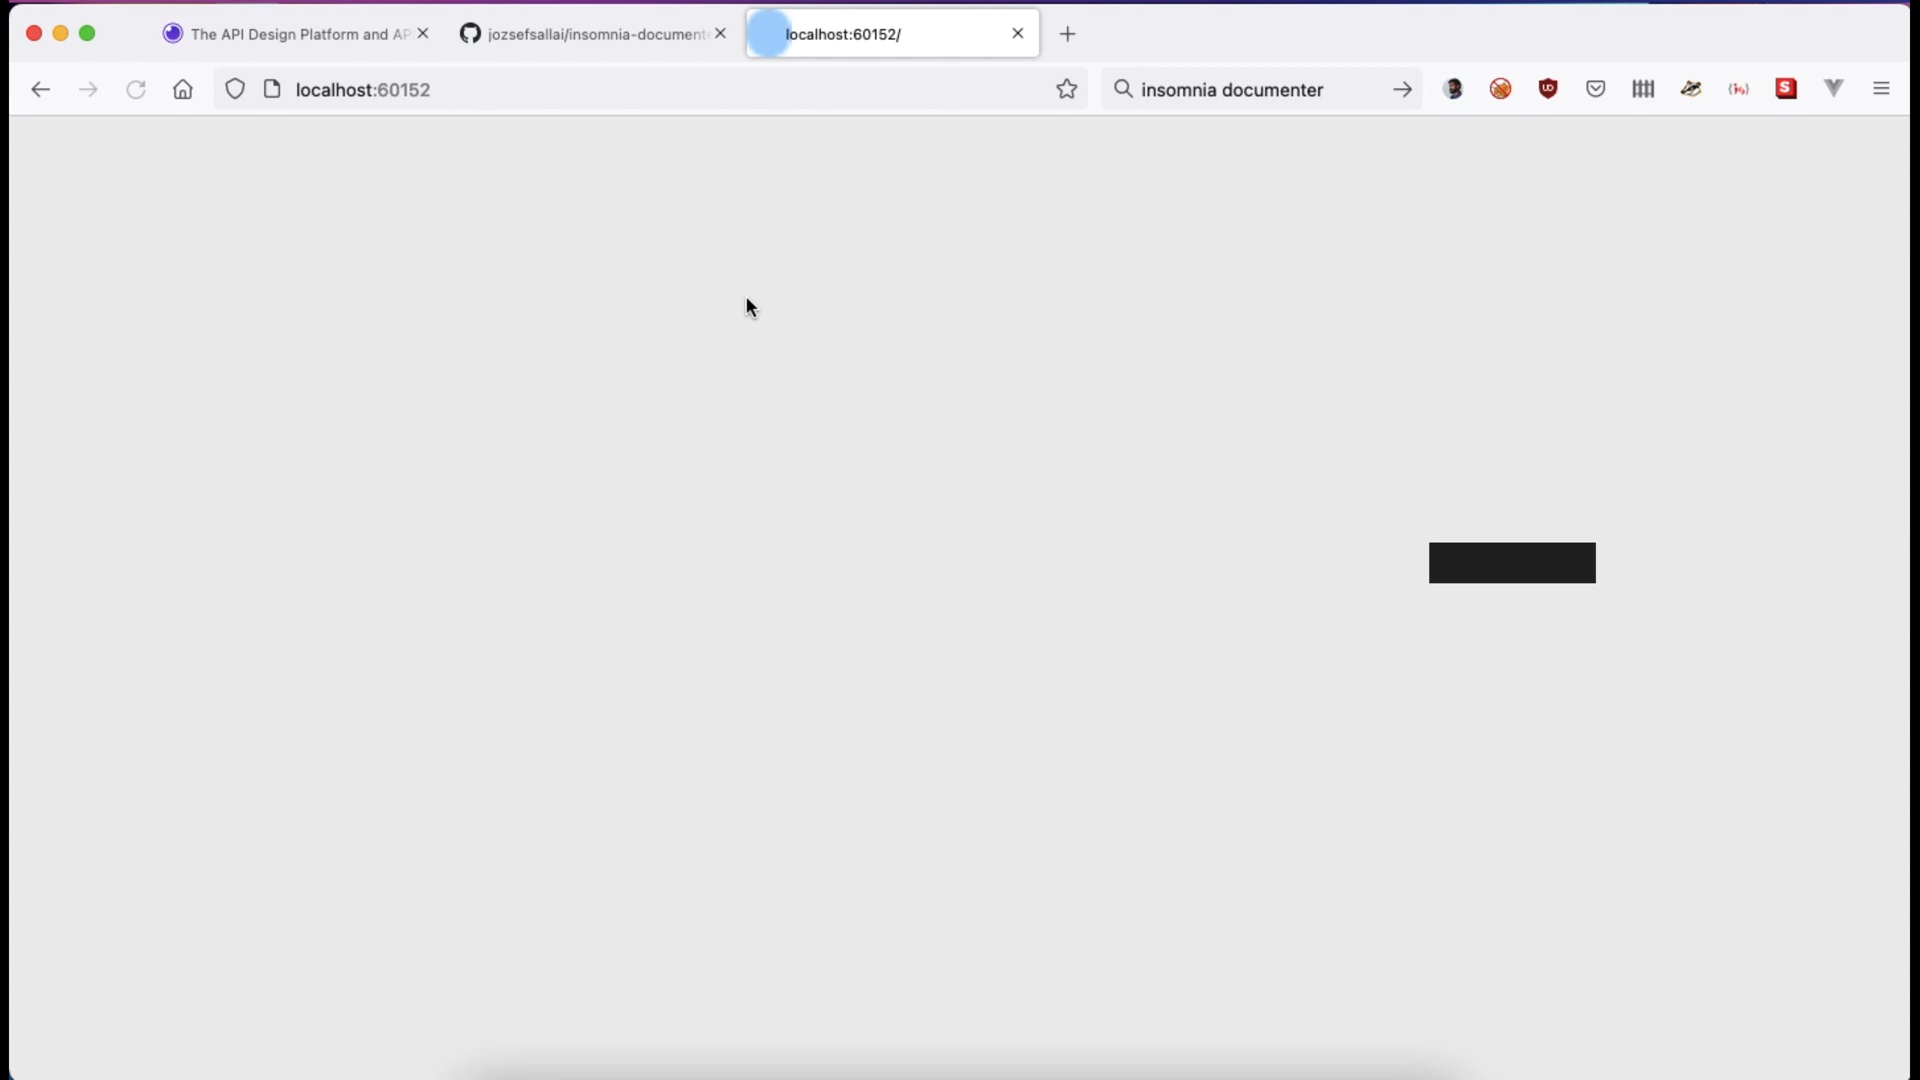 The API Design Platform and AP
jozsefsallai/insomnia-document
localhost:60152/
localhost:60152
insomnia documenter